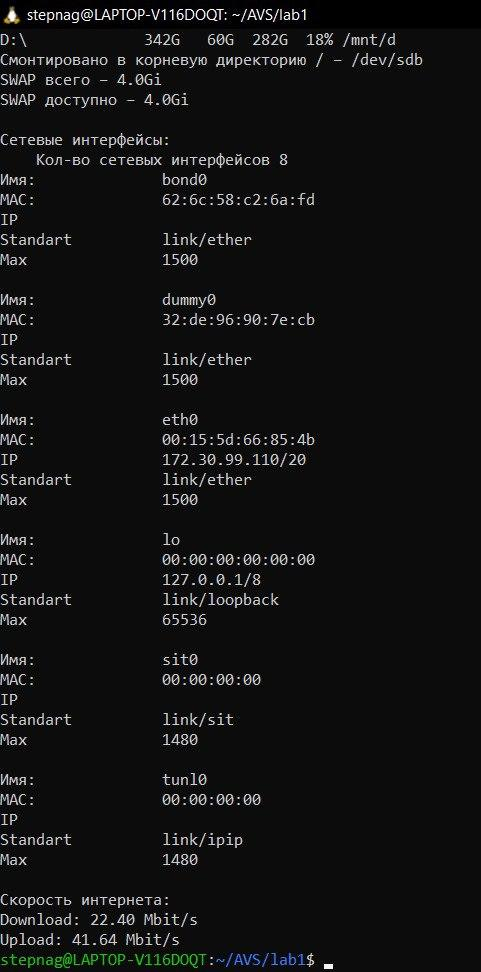 stepnag@LAPTOP-V116DOQT: ~/AVS/lab1
D:\ 342G 60G 282G 18% /mnt/d
Смонтировано в корневую директорию / – /dev/sdb
SWAP всего – 4.0Gi
SWAP доступно – 4.0Gi
Сетевые интерфейсы:
Кол-во сетевых интерфейсов 8
Имя: bond0
MAC: 62:6c:58:c2:6a:fd
IP
Standart link/ether
Max 1500
Имя: dummy0
MAC: 32:de:96:90:7e:cb
IP
Standart link/ether
Max 1500
Имя: eth0
MAC: 00:15:5d:66:85:4b
IP 172.30.99.110/20
Standart link/ether
Max 1500
Имя: lo
MAC: 00:00:00:00:00:00
IP 127.0.0.1/8
Standart link/loopback
Max 65536
Имя: sit0
MAC: 00:00:00:00
IP
Standart link/sit
Max 1480
Имя: tunl0
MAC: 00:00:00:00
IP
Standart link/ipip
Max 1480
Скорость интернета:
Download: 22.40 Mbit/s
Upload: 41.64 Mbit/s
stepnag@LAPTOP-V116DOQT:~/AVS/lab1$